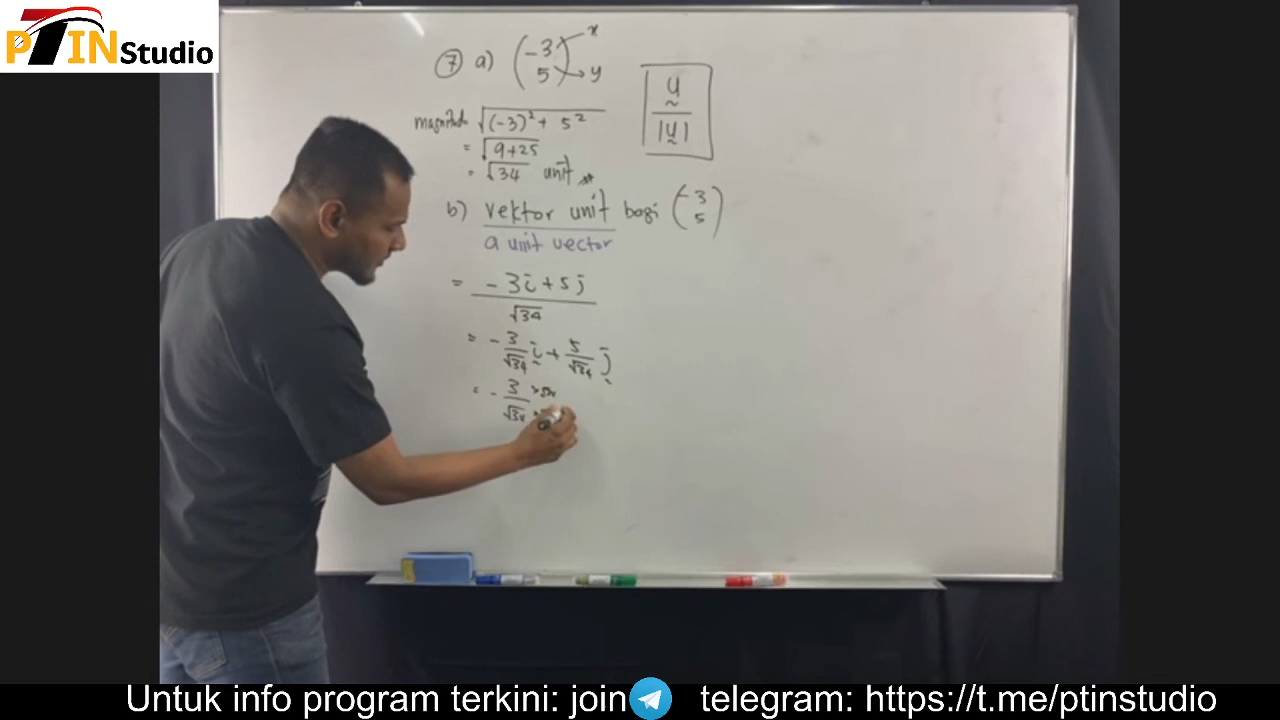 PTIN Studio
7 a) (-3 5) x y
u/|u|
magnitud = √(-3)² + 5²
= √9+25
= √34 unit
b) vektor unit bagi (-3 5)
a unit vector
= -3i + 5j / √34
= -3/√34 i + 5/√34 j
= -3/√34
Untuk info program terkini: join telegram: https://t.me/ptinstudio